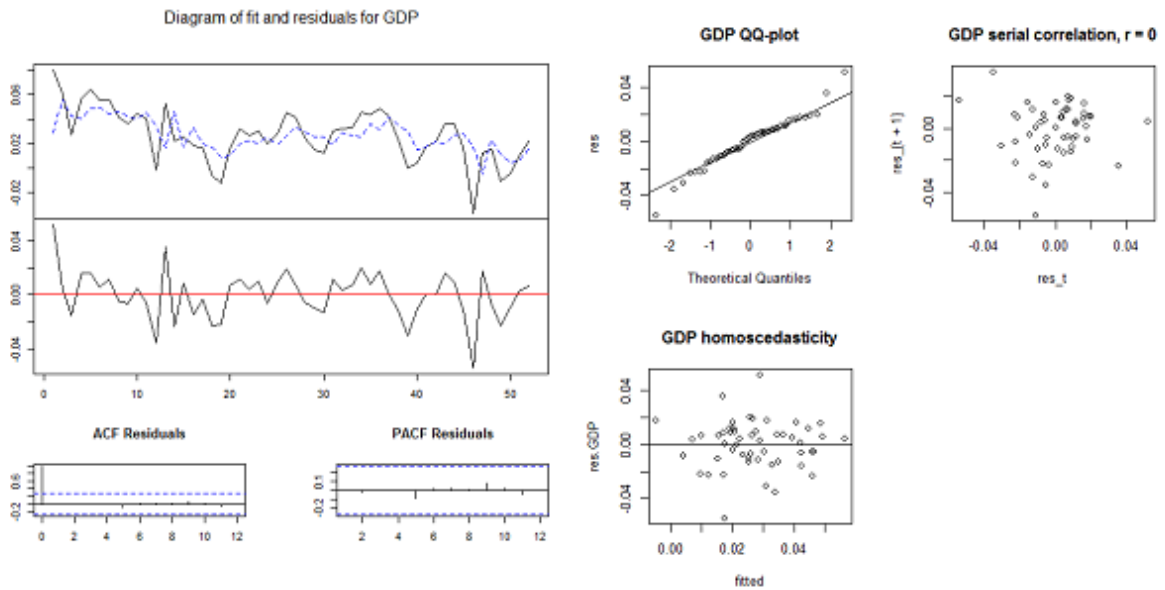 Diagram of fit and residuals for GDP
0.06
0.02
-0.02
0.04
0.00
-0.04
0 10 20 30 40 50
ACF Residuals
0.6
-0.2
0 2 4 6 8 10 12
PACF Residuals
0.1
-0.2
2 4 6 8 10 12
GDP QQ-plot
res
0.04
0.00
-0.04
-2 -1 0 1 2
Theoretical Quantiles
GDP serial correlation, r = 0
res_(t + 1)
0.00
-0.04
-0.04 0.00 0.04
res_t
GDP homoscedasticity
res.GDP
0.04
0.00
-0.04
0.00 0.02 0.04
fitted